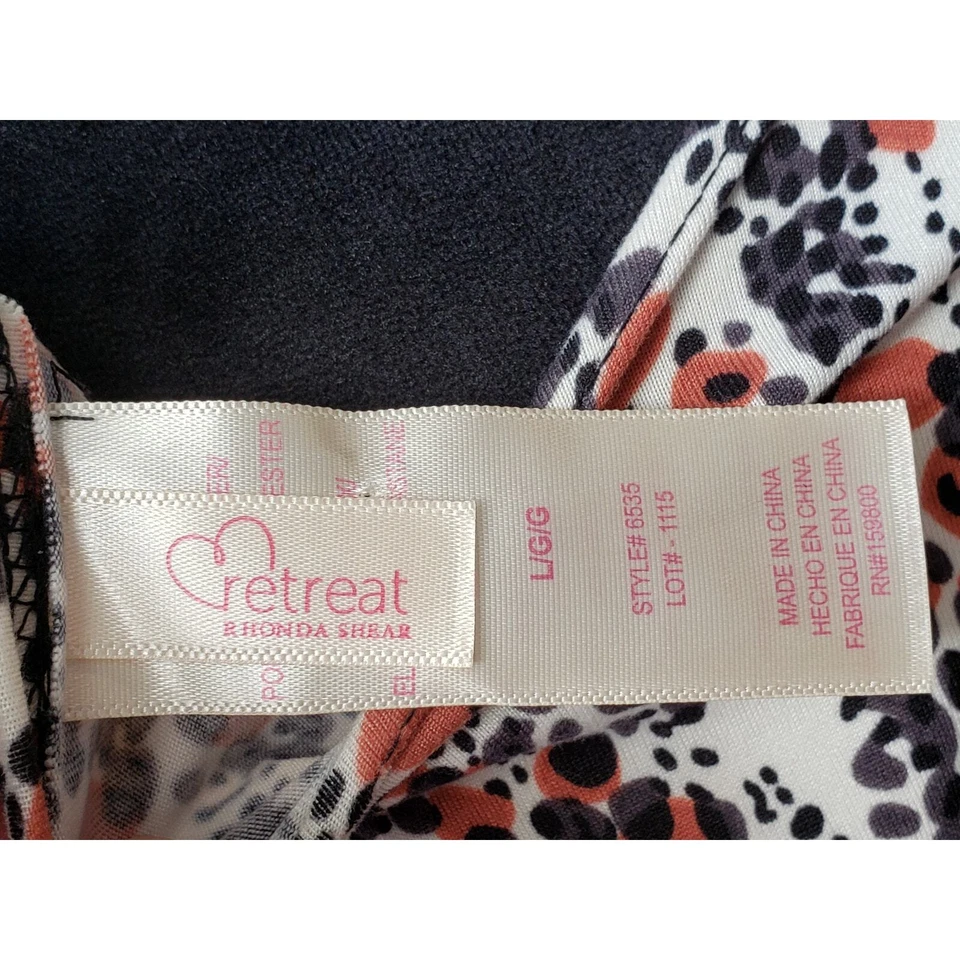 retreat
RHONDA SHEAR
L/G/G
STYLE# 6535
LOT# - 1115
MADE IN CHINA
HECHO EN CHINA
FABRIQUE EN CHINA
RN#159800